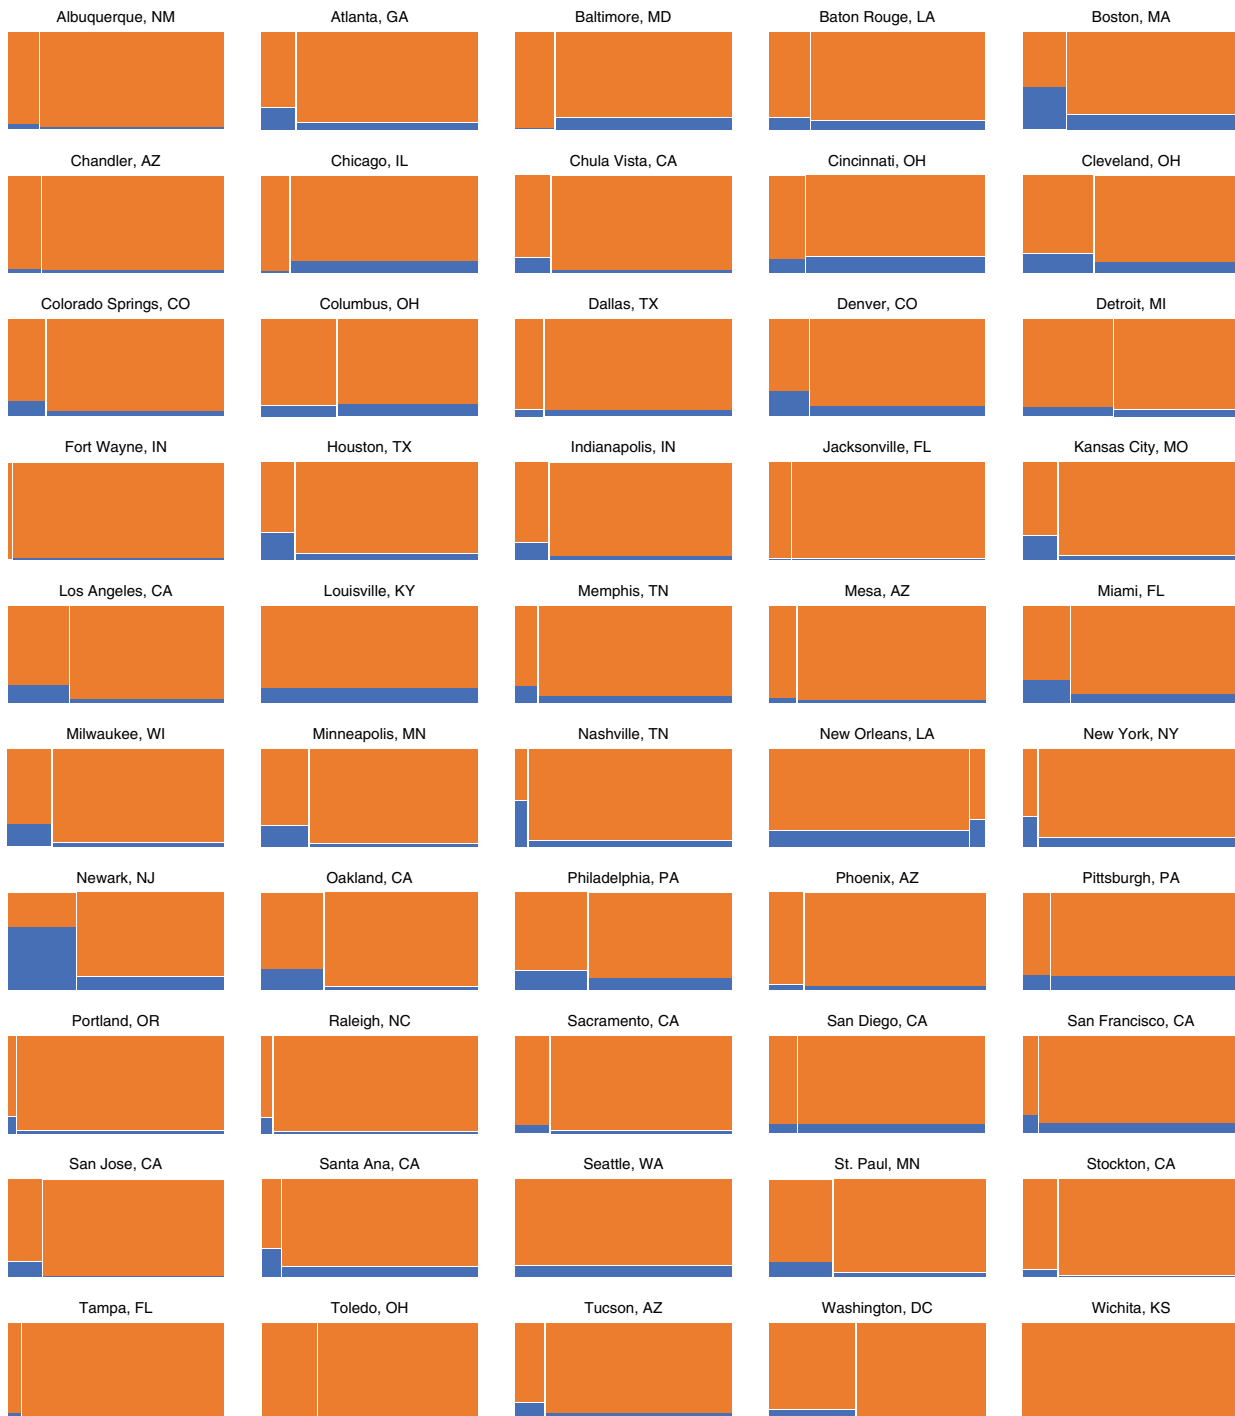 Albuquerque, NM
Atlanta, GA
Baltimore, MD
Baton Rouge, LA
Boston, MA
Chandler, AZ
Chicago, IL
Chula Vista, CA
Cincinnati, OH
Cleveland, OH
Colorado Springs, CO
Columbus, OH
Dallas, TX
Denver, CO
Detroit, MI
Fort Wayne, IN
Houston, TX
Indianapolis, IN
Jacksonville, FL
Kansas City, MO
Los Angeles, CA
Louisville, KY
Memphis, TN
Mesa, AZ
Miami, FL
Milwaukee, WI
Minneapolis, MN
Nashville, TN
New Orleans, LA
New York, NY
Newark, NJ
Oakland, CA
Philadelphia, PA
Phoenix, AZ
Pittsburgh, PA
Portland, OR
Raleigh, NC
Sacramento, CA
San Diego, CA
San Francisco, CA
San Jose, CA
Santa Ana, CA
Seattle, WA
St. Paul, MN
Stockton, CA
Tampa, FL
Toledo, OH
Tucson, AZ
Washington, DC
Wichita, KS